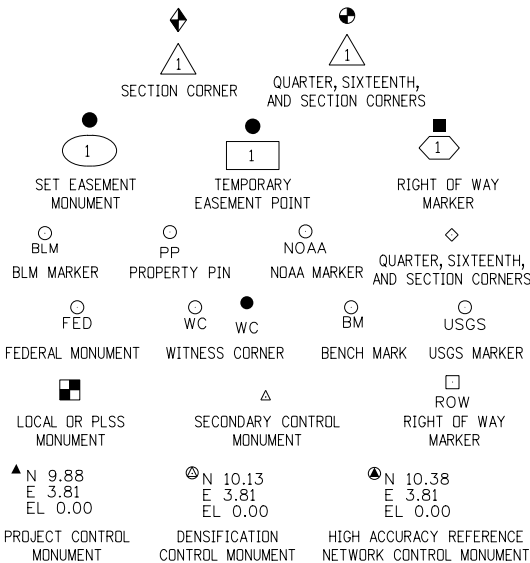 1
1
SECTION CORNER
QUARTER, SIXTEENTH,
AND SECTION CORNERS
1
1
1
SET EASEMENT
MONUMENT
TEMPORARY
EASEMENT POINT
RIGHT OF WAY
MARKER
BLM
PP
NOAA
BLM MARKER
PROPERTY PIN
NOAA MARKER
QUARTER, SIXTEENTH,
AND SECTION CORNERS
FED
WC
WC
BM
USGS
FEDERAL MONUMENT
WITNESS CORNER
BENCH MARK
USGS MARKER
ROW
LOCAL OR PLSS
MONUMENT
SECONDARY CONTROL
MONUMENT
RIGHT OF WAY
MARKER
N 9.88
E 3.81
EL 0.00
N 10.13
E 3.81
EL 0.00
N 10.38
E 3.81
EL 0.00
PROJECT CONTROL
MONUMENT
DENSIFICATION
CONTROL MONUMENT
HIGH ACCURACY REFERENCE
NETWORK CONTROL MONUMENT